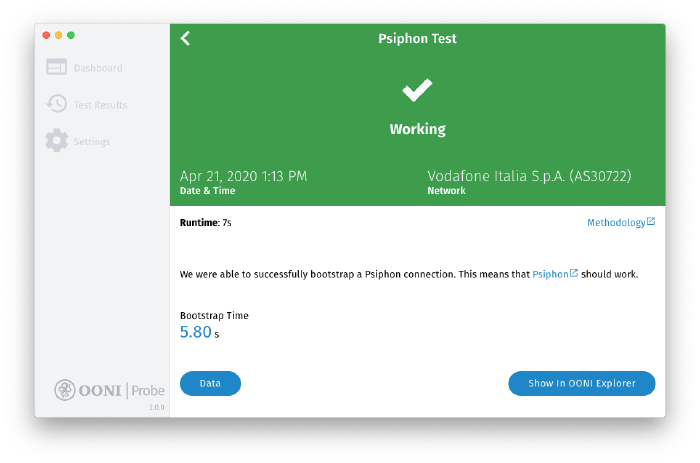 Psiphon Test
Dashboard
Test Results
Settings
Working
Apr 21, 2020 1:13 PM
Date & Time
Vodafone Italia S.p.A. (AS30722)
Network
Runtime: 7s
Methodology
We were able to successfully bootstrap a Psiphon connection. This means that Psiphon should work.
Bootstrap Time
5.80 s
Data
Show In OONI Explorer
OONI Probe
3.0.0